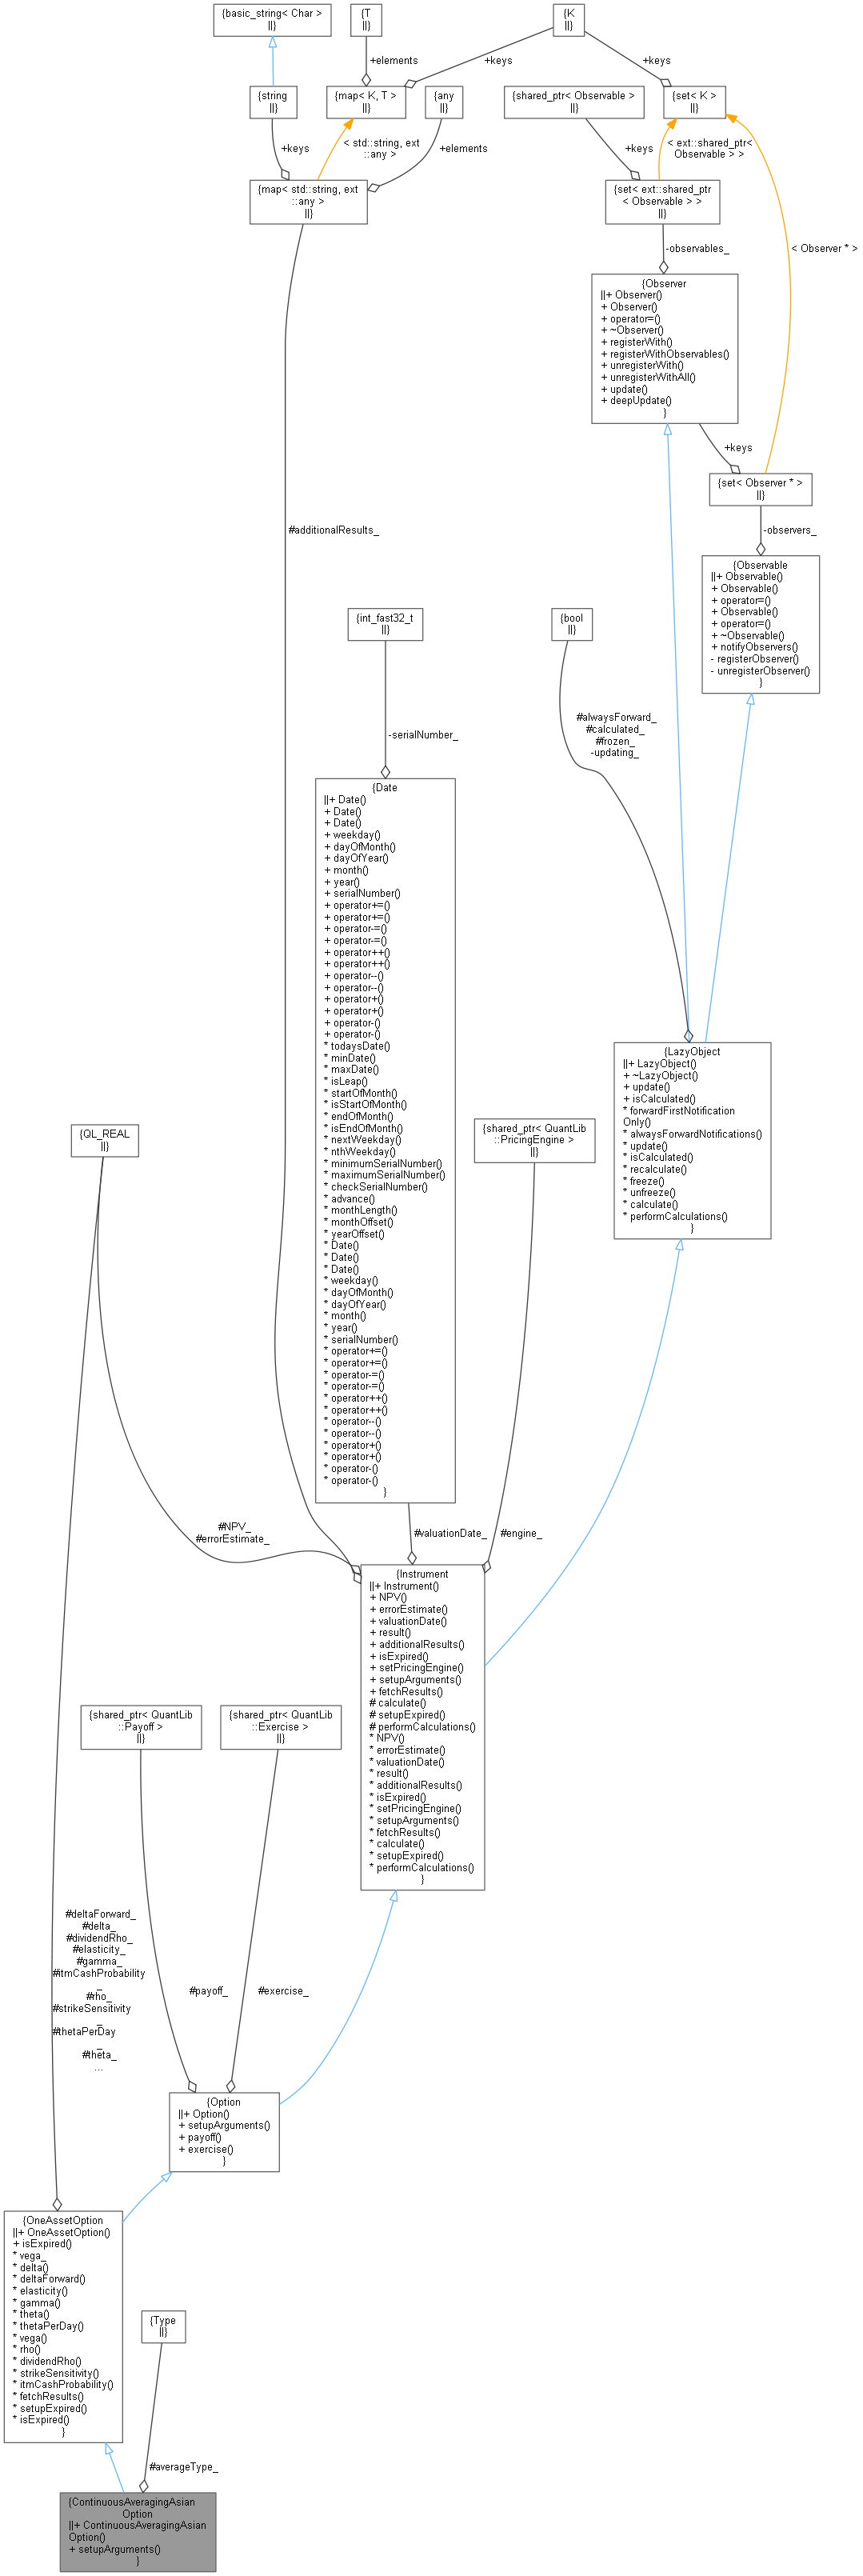 {basic_string< Char >
||}
{T
||}
{K
||}
+elements
+keys
+keys
{string
||}
{map< K, T >
||}
{any
||}
{shared_ptr< Observable >
||}
{set< K >
||}
+keys
< std::string, ext
::any >
+elements
+keys
< ext::shared_ptr<
Observable > >
{map< std::string, ext
::any >
||}
{set< ext::shared_ptr
< Observable > >
||}
-observables_
< Observer * >
{Observer
||+ Observer()
+ Observer()
+ operator=()
+ ~Observer()
+ registerWith()
+ registerWithObservables()
+ unregisterWith()
+ unregisterWithAll()
+ update()
+ deepUpdate()
}
+keys
{set< Observer * >
||}
#additionalResults_
-observers_
{Observable
||+ Observable()
+ Observable()
+ operator=()
+ Observable()
+ operator=()
+ ~Observable()
+ notifyObservers()
- registerObserver()
- unregisterObserver()
}
{int_fast32_t
||}
{bool
||}
-serialNumber_
#alwaysForward_
#calculated_
#frozen_
-updating_
{Date
||+ Date()
+ Date()
+ Date()
+ weekday()
+ dayOfMonth()
+ dayOfYear()
+ month()
+ year()
+ serialNumber()
+ operator+=()
+ operator+=()
+ operator-=()
+ operator-=()
+ operator++()
+ operator++()
+ operator--()
+ operator--()
+ operator+()
+ operator+()
+ operator-()
+ operator-()
* todaysDate()
* minDate()
* maxDate()
* isLeap()
* startOfMonth()
* isStartOfMonth()
* endOfMonth()
* isEndOfMonth()
* nextWeekday()
* nthWeekday()
* minimumSerialNumber()
* maximumSerialNumber()
* checkSerialNumber()
* advance()
* monthLength()
* monthOffset()
* yearOffset()
* Date()
* Date()
* Date()
* weekday()
* dayOfMonth()
* dayOfYear()
* month()
* year()
* serialNumber()
* operator+=()
* operator+=()
* operator-=()
* operator-=()
* operator++()
* operator++()
* operator--()
* operator--()
* operator+()
* operator+()
* operator-()
* operator-()
}
{LazyObject
||+ LazyObject()
+ ~LazyObject()
+ update()
+ isCalculated()
* forwardFirstNotification
Only()
* alwaysForwardNotifications()
* update()
* isCalculated()
* recalculate()
* freeze()
* unfreeze()
* calculate()
* performCalculations()
}
{QL_REAL
||}
{shared_ptr< QuantLib
::PricingEngine >
||}
#NPV_
#errorEstimate_
#valuationDate_
#engine_
{Instrument
||+ Instrument()
+ NPV()
+ errorEstimate()
+ valuationDate()
+ result()
+ additionalResults()
+ isExpired()
+ setPricingEngine()
+ setupArguments()
+ fetchResults()
# calculate()
# setupExpired()
# performCalculations()
* NPV()
* errorEstimate()
* valuationDate()
* result()
* additionalResults()
* isExpired()
* setPricingEngine()
* setupArguments()
* fetchResults()
* calculate()
* setupExpired()
* performCalculations()
}
{shared_ptr< QuantLib
::Payoff >
||}
{shared_ptr< QuantLib
::Exercise >
||}
#deltaForward_
#delta_
#dividendRho_
#elasticity_
#gamma_
#itmCashProbability
_
#rho_
#strikeSensitivity
_
#thetaPerDay
_
#theta_
...
#payoff_
#exercise_
{Option
||+ Option()
+ setupArguments()
+ payoff()
+ exercise()
}
{OneAssetOption
||+ OneAssetOption()
+ isExpired()
* vega_
* delta()
* deltaForward()
* elasticity()
* gamma()
* theta()
* thetaPerDay()
* vega()
* rho()
* dividendRho()
* strikeSensitivity()
* itmCashProbability()
* fetchResults()
* setupExpired()
* isExpired()
}
{Type
||}
#averageType_
{ContinuousAveragingAsian
Option
||+ ContinuousAveragingAsian
Option()
+ setupArguments()
}